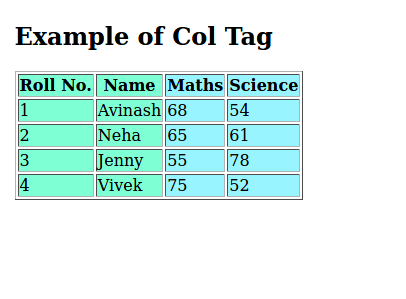 Example of Col Tag
Roll No. Name Maths Science
1 Avinash 68 54
2 Neha 65 61
3 Jenny 55 78
4 Vivek 75 52